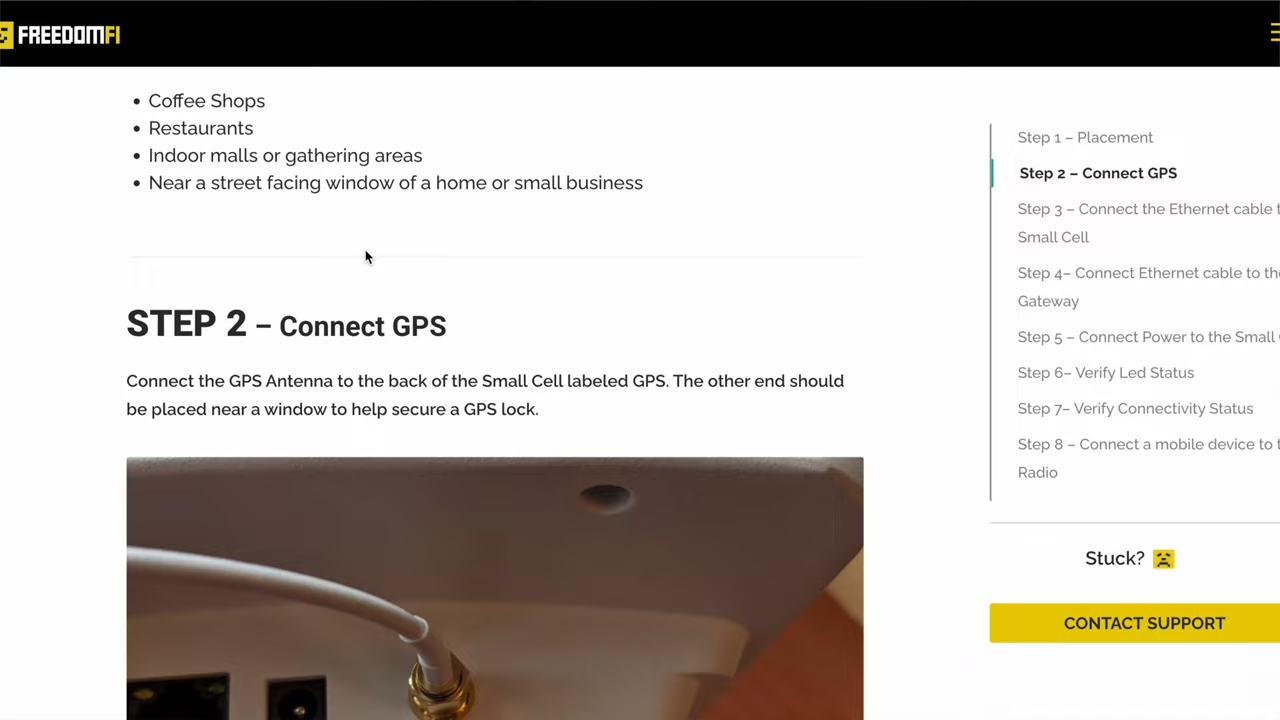 FREEDOMFI
Coffee Shops
Restaurants
Indoor malls or gathering areas
Near a street facing window of a home or small business
STEP 2 – Connect GPS
Connect the GPS Antenna to the back of the Small Cell labeled GPS. The other end should
be placed near a window to help secure a GPS lock.
Step 1 – Placement
Step 2 – Connect GPS
Step 3 – Connect the Ethernet cable
Small Cell
Step 4– Connect Ethernet cable to the
Gateway
Step 5 – Connect Power to the Small
Step 6– Verify Led Status
Step 7– Verify Connectivity Status
Step 8 – Connect a mobile device to
Radio
Stuck?
CONTACT SUPPORT